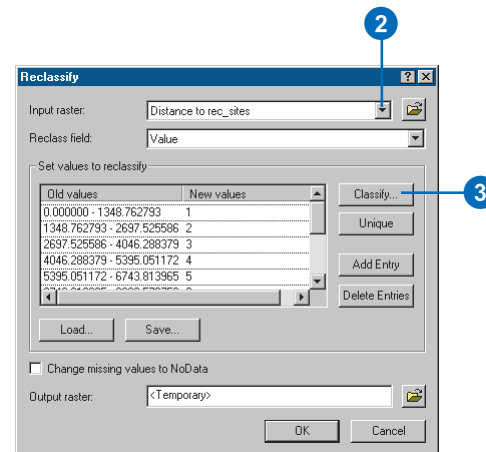 2
Reclassify
Input raster: Distance to rec_sites
Reclass field: Value
Set values to reclassify
Old values New values
0.000000 - 1348.762793 1
1348.762793 - 2697.525586 2
2697.525586 - 4046.288379 3
4046.288379 - 5395.051172 4
5395.051172 - 6743.813965 5
Classify...
3
Unique
Add Entry
Delete Entries
Load... Save...
Change missing values to NoData
Output raster: <Temporary>
OK Cancel